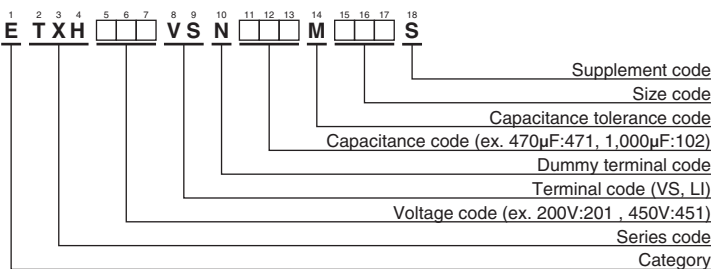 1 2 3 4 5 6 7 8 9 10 11 12 13 14 15 16 17 18
E T X H □□□ V S N □□□ M □□□ S
Supplement code
Size code
Capacitance tolerance code
Capacitance code (ex. 470µF:471, 1,000µF:102)
Dummy terminal code
Terminal code (VS, LI)
Voltage code (ex. 200V:201 , 450V:451)
Series code
Category